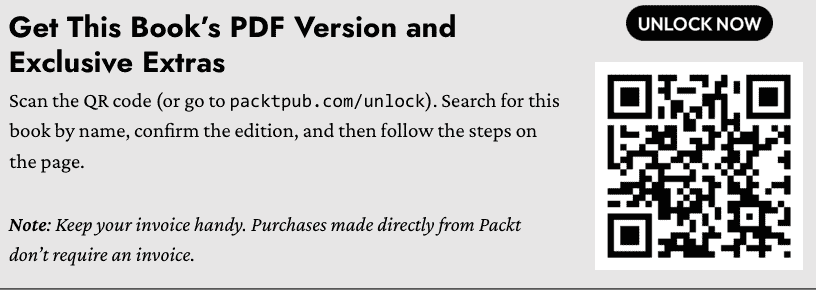 Get This Book’s PDF Version and
Exclusive Extras
UNLOCK NOW
Scan the QR code (or go to packtpub.com/unlock). Search for this
book by name, confirm the edition, and then follow the steps on
the page.
Note: Keep your invoice handy. Purchases made directly from Packt
don’t require an invoice.